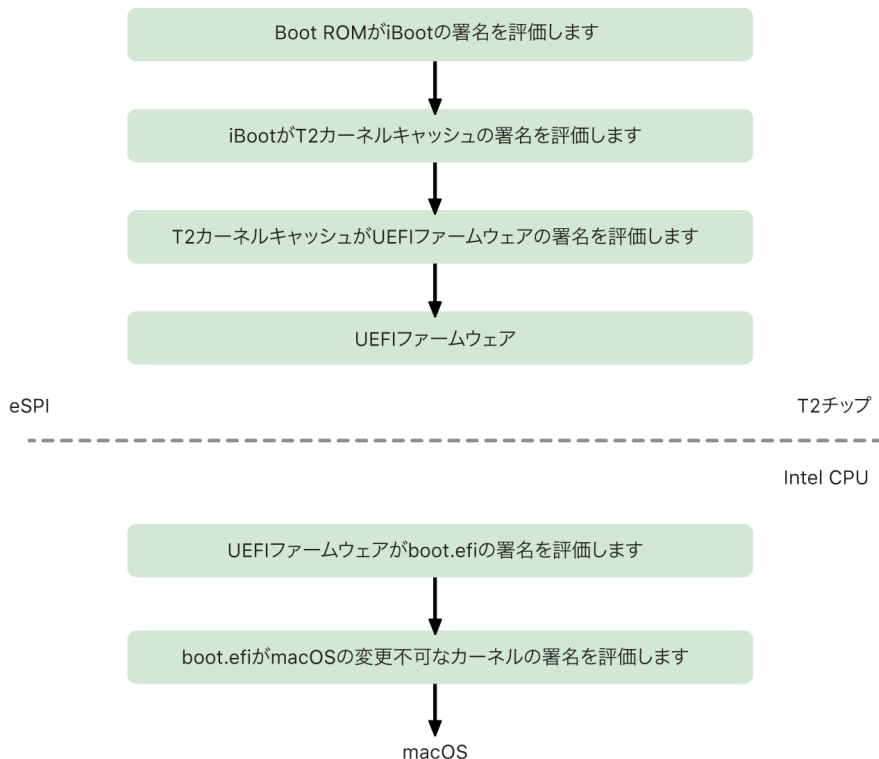 Boot ROMがiBootの署名を評価します
iBootがT2カーネルキャッシュの署名を評価します
T2カーネルキャッシュがUEFIファームウェアの署名を評価します
UEFIファームウェア
eSPI
T2チップ
Intel CPU
UEFIファームウェアがboot.efiの署名を評価します
boot.efiがmacOSの変更不可なカーネルの署名を評価します
macOS